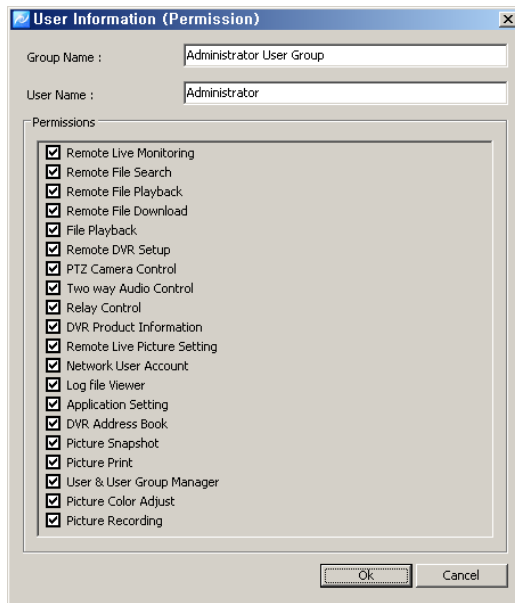 User Information (Permission)
Group Name :
Administrator User Group
User Name :
Administrator
Permissions
Remote Live Monitoring
Remote File Search
Remote File Playback
Remote File Download
File Playback
Remote DVR Setup
PTZ Camera Control
Two way Audio Control
Relay Control
DVR Product Information
Remote Live Picture Setting
Network User Account
Log file Viewer
Application Setting
DVR Address Book
Picture Snapshot
Picture Print
User & User Group Manager
Picture Color Adjust
Picture Recording
Ok
Cancel